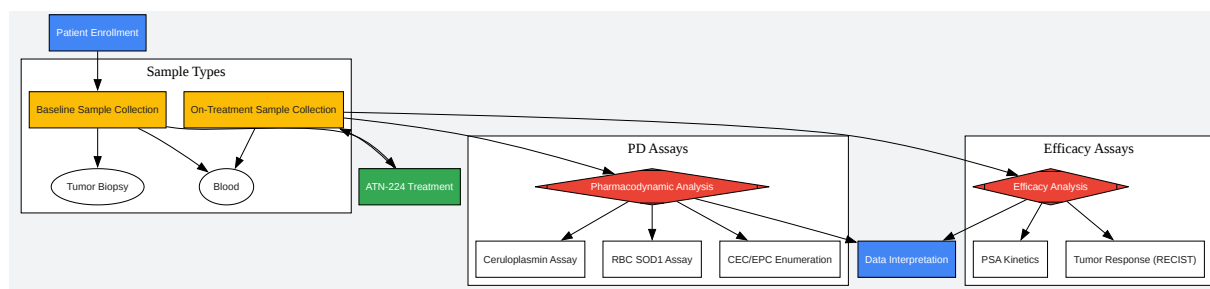 Patient Enrollment
Sample Types
Baseline Sample Collection
On-Treatment Sample Collection
Tumor Biopsy
Blood
ATN-224 Treatment
PD Assays
Pharmacodynamic Analysis
Ceruloplasmin Assay
RBC SOD1 Assay
CEC/EPC Enumeration
Data Interpretation
Efficacy Assays
Efficacy Analysis
PSA Kinetics
Tumor Response (RECIST)